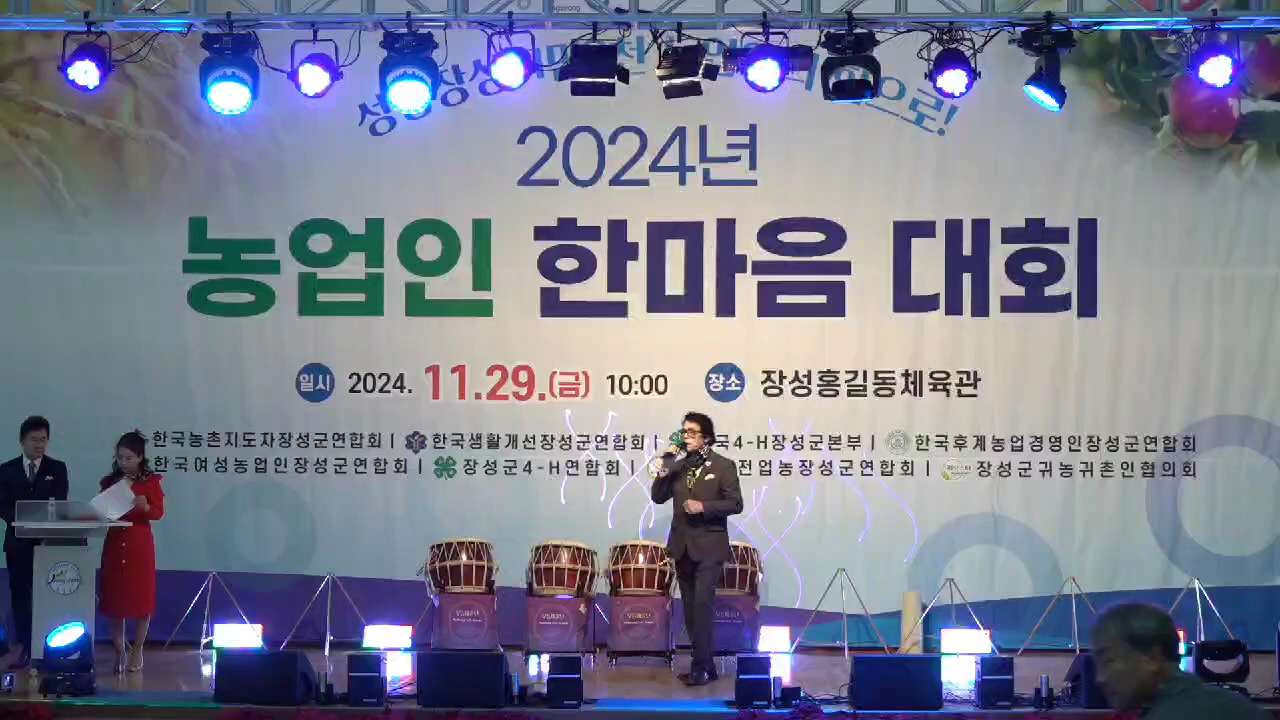 2024년
농업인 한마음 대회
일시 2024. 11.29.(금) 10:00 장소 장성홍길동체육관
한국농촌지도자장성군연합회 | 한국생활개선장성군연합회 | 4-H장성군본부 | 한국후계농업경영인장성군연합회
한국여성농업인장성군연합회 | 장성군4-H연합회 | 전업농장성군연합회 | 장성군귀농귀촌인협의회